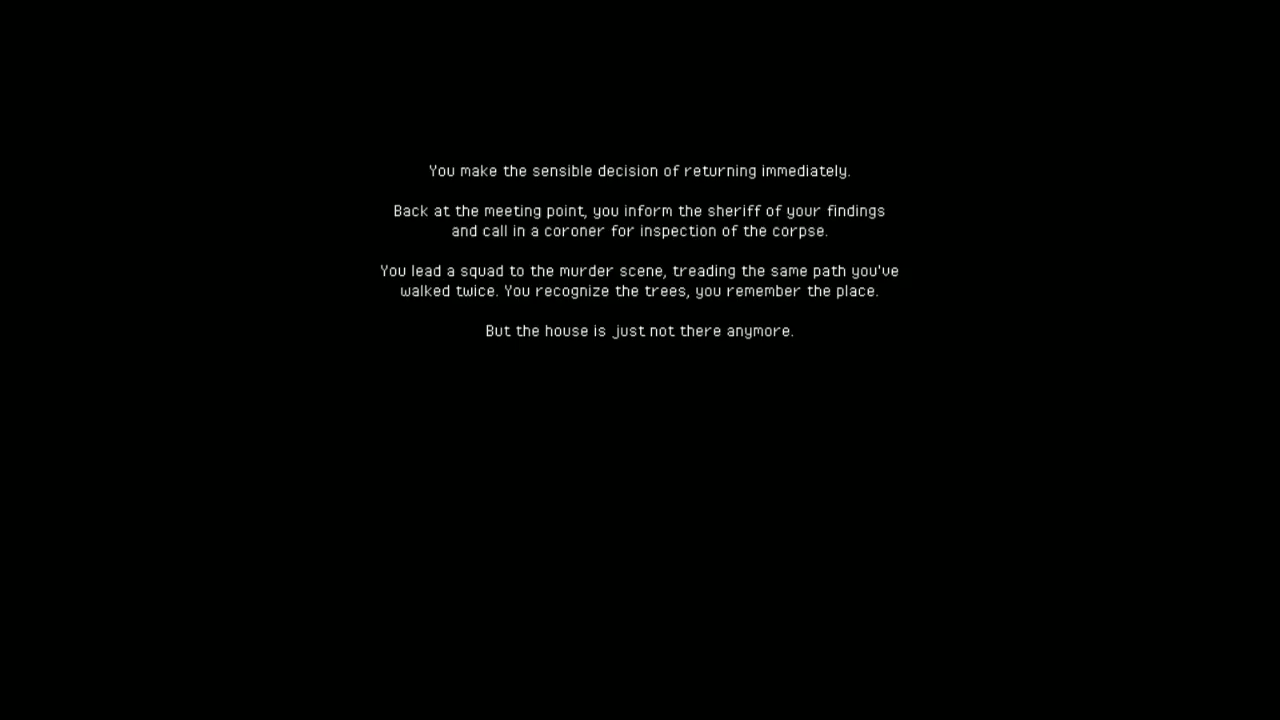 You make the sensible decision of returning immediately.
Back at the meeting point, you inform the sheriff of your findings
and call in a coroner for inspection of the corpse.
You lead a squad to the murder scene, treading the same path you've
walked twice. You recognize the trees, you remember the place.
But the house is just not there anymore.